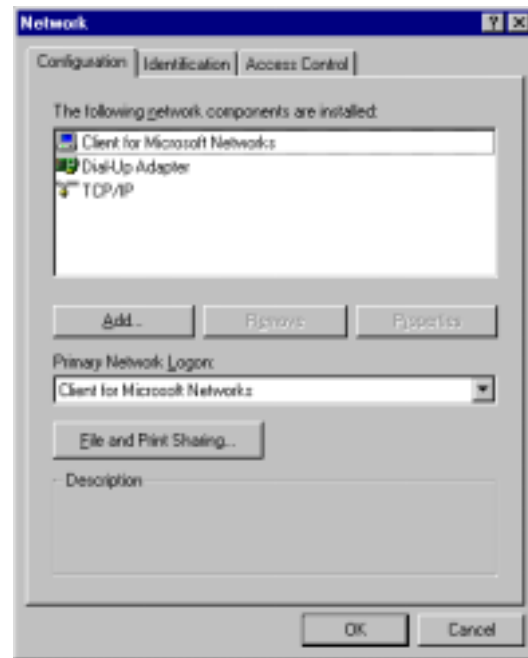 Network
Configuration Identification Access Control
The following network components are installed:
Client for Microsoft Networks
Dial-Up Adapter
TCP/IP
Add... Remove Properties
Primary Network Logon:
Client for Microsoft Networks
File and Print Sharing...
Description
OK Cancel